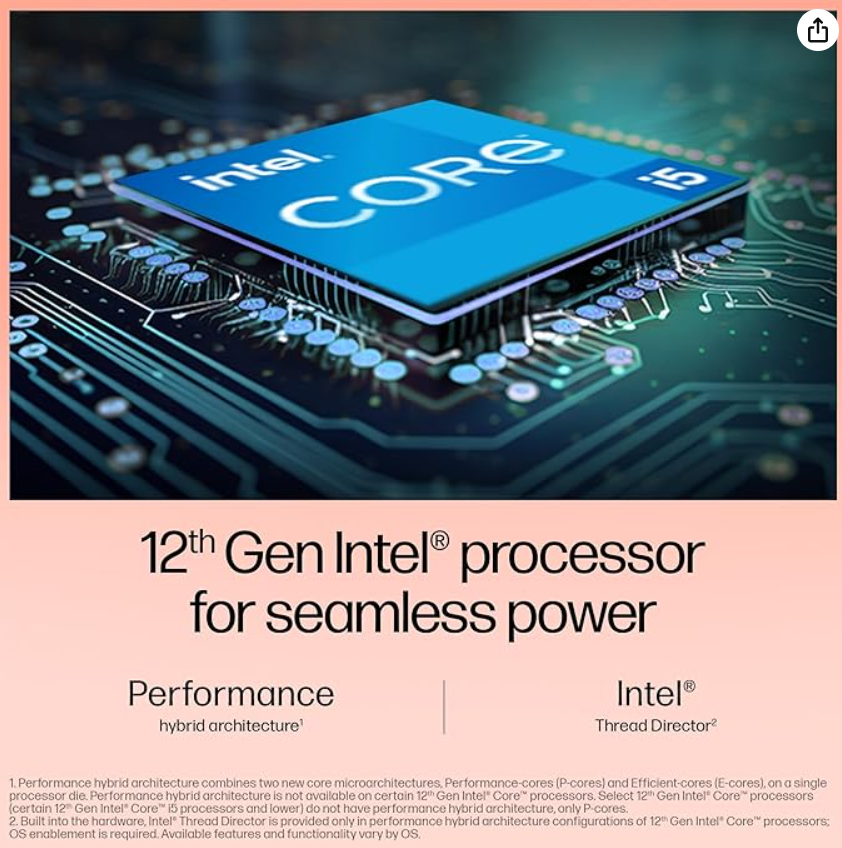 intel.
CORE™
i5
12th Gen Intel® processor
for seamless power
Performance
hybrid architecture¹
Intel®
Thread Director²
1. Performance hybrid architecture combines two new core microarchitectures, Performance-cores (P-cores) and Efficient-cores (E-cores), on a single
processor die. Performance hybrid architecture is not available on certain 12th Gen Intel® Core™ processors. Select 12th Gen Intel® Core™ processors
(certain 12th Gen Intel® Core™ i5 processors and lower) do not have performance hybrid architecture, only P-cores.
2. Built into the hardware, Intel® Thread Director is provided only in performance hybrid architecture configurations of 12th Gen Intel® Core™ processors;
OS enablement is required. Available features and functionality vary by OS.